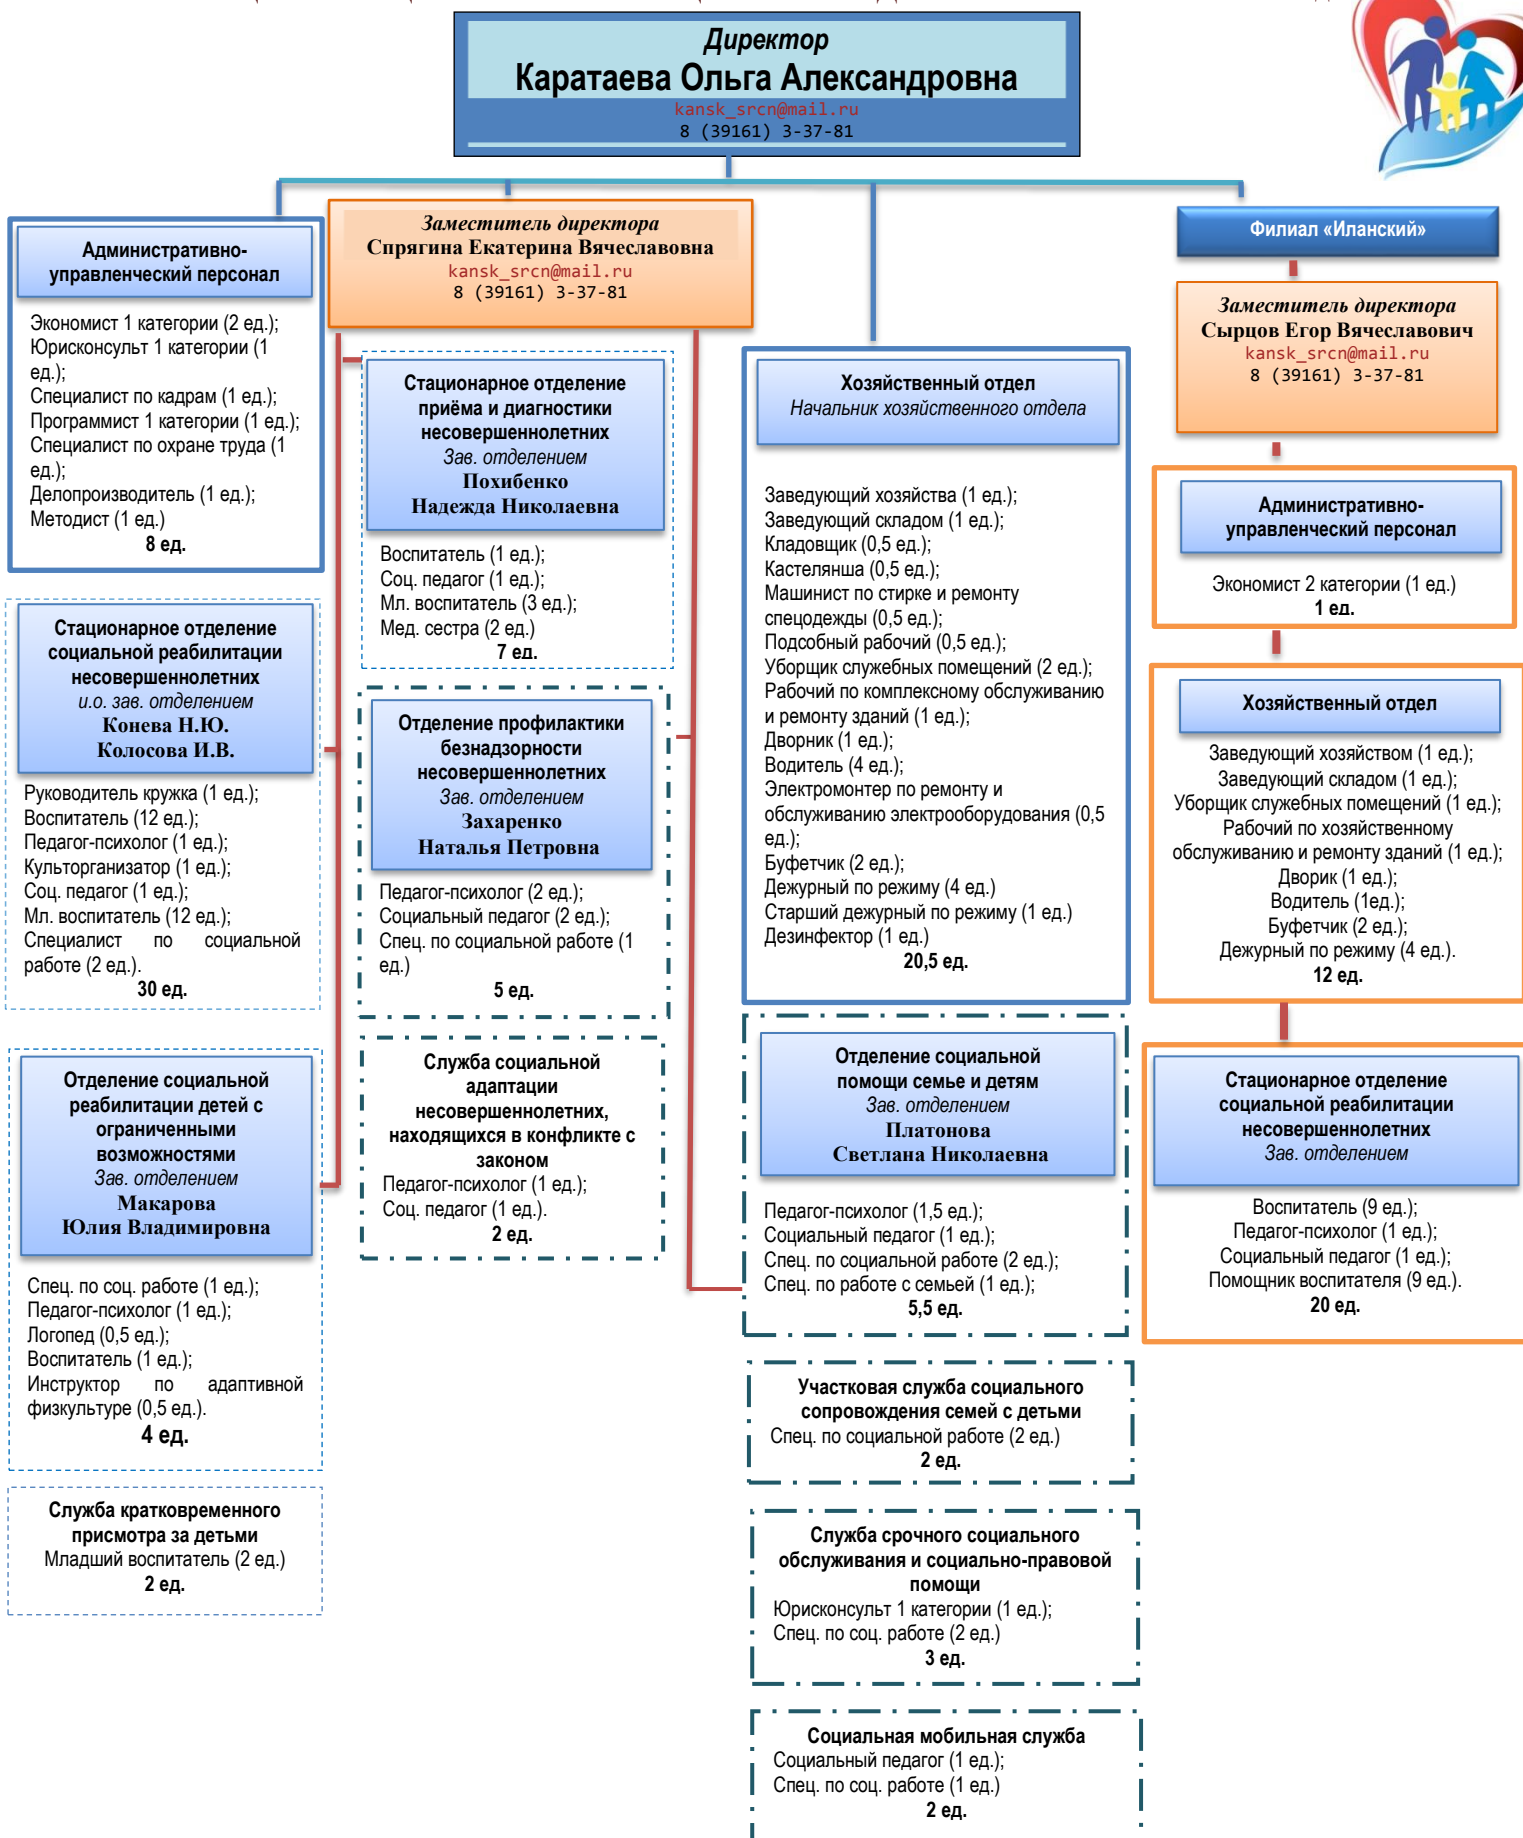 Директор
Каратаева Ольга Александровна
kansk_srcn@mail.ru
8 (39161) 3-37-81
Административно-
управленческий персонал
Экономист 1 категории (2 ед.);
Юрисконсульт 1 категории (1
ед.);
Специалист по кадрам (1 ед.);
Программист 1 категории (1 ед.);
Специалист по охране труда (1
ед.);
Делопроизводитель (1 ед.);
Методист (1 ед.)
8 ед.
Стационарное отделение
социальной реабилитации
несовершеннолетних
и.о. зав. отделением
Конева Н.Ю.
Колосова И.В.
Руководитель кружка (1 ед.);
Воспитатель (12 ед.);
Педагог-психолог (1 ед.);
Культорганизатор (1 ед.);
Соц. педагог (1 ед.);
Мл. воспитатель (12 ед.);
Специалист по социальной
работе (2 ед.).
30 ед.
Отделение социальной
реабилитации детей с
ограниченными
возможностями
Зав. отделением
Макарова
Юлия Владимировна
Спец. по соц. работе (1 ед.);
Педагог-психолог (1 ед.);
Логопед (0,5 ед.);
Воспитатель (1 ед.);
Инструктор по адаптивной
физкультуре (0,5 ед.).
4 ед.
Служба кратковременного
присмотра за детьми
Младший воспитатель (2 ед.)
2 ед.
Заместитель директора
Спрягина Екатерина Вячеславовна
kansk_srcn@mail.ru
8 (39161) 3-37-81
Стационарное отделение
приёма и диагностики
несовершеннолетних
Зав. отделением
Похибенко
Надежда Николаевна
Воспитатель (1 ед.);
Соц. педагог (1 ед.);
Мл. воспитатель (3 ед.);
Мед. сестра (2 ед.)
7 ед.
Отделение профилактики
безнадзорности
несовершеннолетних
Зав. отделением
Захаренко
Наталья Петровна
Педагог-психолог (2 ед.);
Социальный педагог (2 ед.);
Спец. по социальной работе (1
ед.)
5 ед.
Служба социальной
адаптации
несовершеннолетних,
находящихся в конфликте с
законом
Педагог-психолог (1 ед.);
Соц. педагог (1 ед.).
2 ед.
Хозяйственный отдел
Начальник хозяйственного отдела
Заведующий хозяйства (1 ед.);
Заведующий складом (1 ед.);
Кладовщик (0,5 ед.);
Кастелянша (0,5 ед.);
Машинист по стирке и ремонту
спецодежды (0,5 ед.);
Подсобный рабочий (0,5 ед.);
Уборщик служебных помещений (2 ед.);
Рабочий по комплексному обслуживанию
и ремонту зданий (1 ед.);
Дворник (1 ед.);
Водитель (4 ед.);
Электромонтер по ремонту и
обслуживанию электрооборудования (0,5
ед.);
Буфетчик (2 ед.);
Дежурный по режиму (4 ед.)
Старший дежурный по режиму (1 ед.)
Дезинфектор (1 ед.)
20,5 ед.
Отделение социальной
помощи семье и детям
Зав. отделением
Платонова
Светлана Николаевна
Педагог-психолог (1,5 ед.);
Социальный педагог (1 ед.);
Спец. по социальной работе (2 ед.);
Спец. по работе с семьей (1 ед.);
5,5 ед.
Участковая служба социального
сопровождения семей с детьми
Спец. по социальной работе (2 ед.)
2 ед.
Служба срочного социального
обслуживания и социально-правовой
помощи
Юрисконсульт 1 категории (1 ед.);
Спец. по соц. работе (2 ед.)
3 ед.
Социальная мобильная служба
Социальный педагог (1 ед.);
Спец. по соц. работе (1 ед.)
2 ед.
Филиал «Иланский»
Заместитель директора
Сырцов Егор Вячеславович
kansk_srcn@mail.ru
8 (39161) 3-37-81
Административно-
управленческий персонал
Экономист 2 категории (1 ед.)
1 ед.
Хозяйственный отдел
Заведующий хозяйством (1 ед.);
Заведующий складом (1 ед.);
Уборщик служебных помещений (1 ед.);
Рабочий по хозяйственному
обслуживанию и ремонту зданий (1 ед.);
Дворик (1 ед.);
Водитель (1ед.);
Буфетчик (2 ед.);
Дежурный по режиму (4 ед.).
12 ед.
Стационарное отделение
социальной реабилитации
несовершеннолетних
Зав. отделением
Воспитатель (9 ед.);
Педагог-психолог (1 ед.);
Социальный педагог (1 ед.);
Помощник воспитателя (9 ед.).
20 ед.